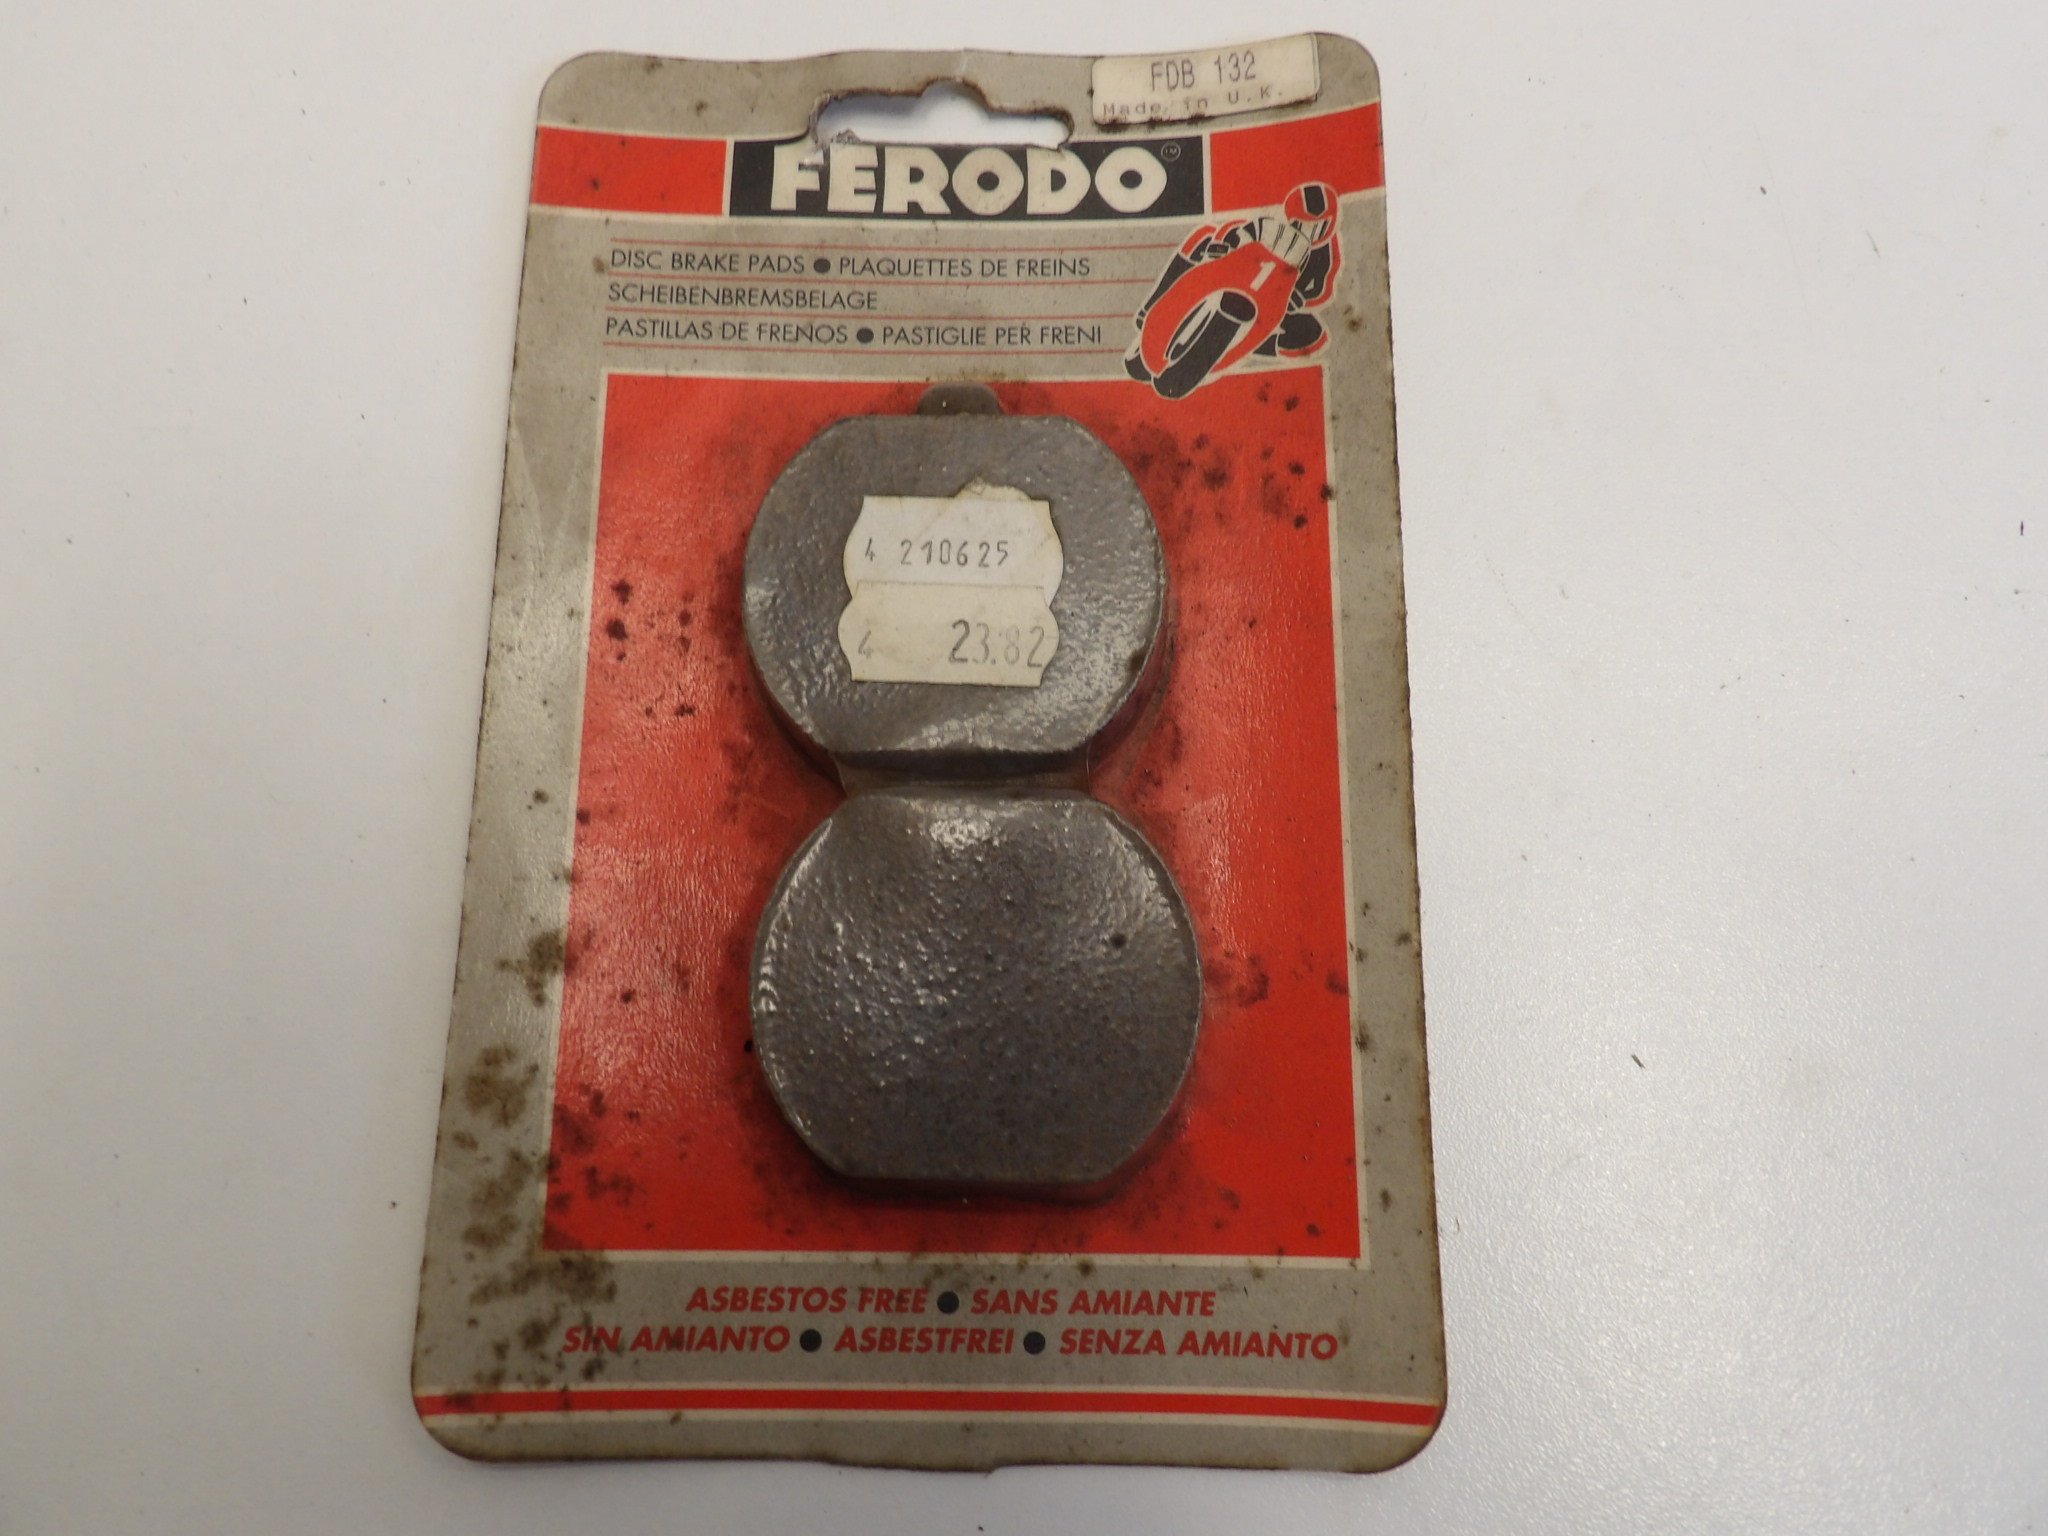 FDB 132
Made in U.K.
FERODO™
DISC BRAKE PADS ● PLAQUETTES DE FREINS
SCHEIBENBREMSBELAGE
PASTILLAS DE FRENOS ● PASTIGLIE PER FRENI
1
4 210625
4 23.82
ASBESTOS FREE ● SANS AMIANTE
SIN AMIANTO ● ASBESTFREI ● SENZA AMIANTO